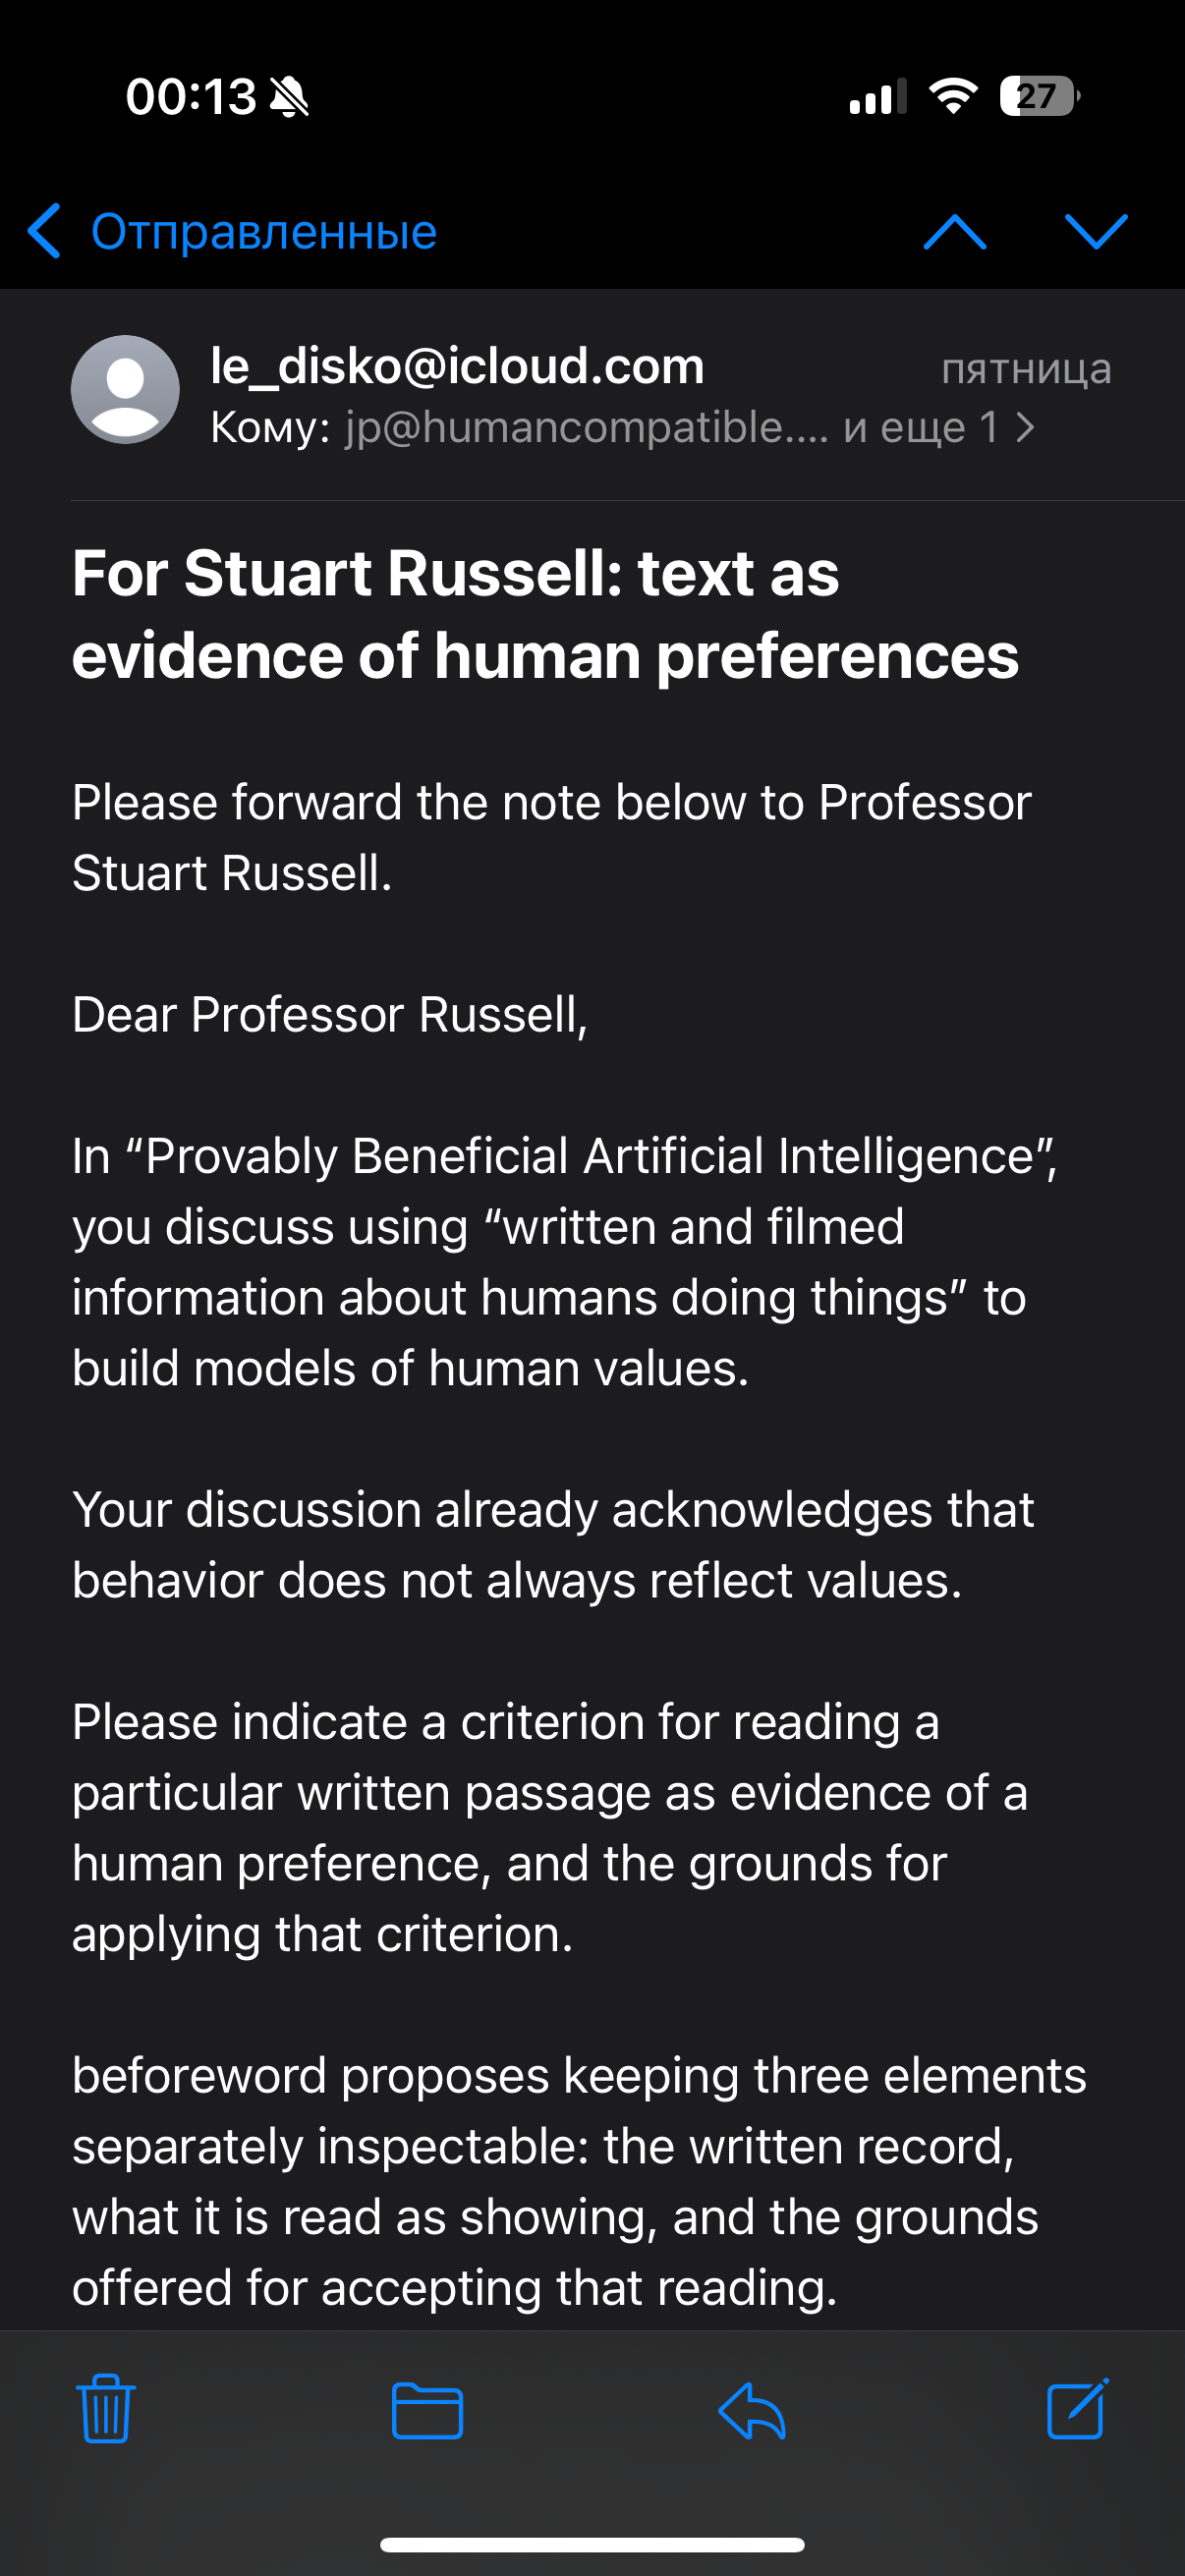 00:13
27
Отправленные
le_disko@icloud.com
пятница
Кому: jp@humancompatible.... и еще 1
For Stuart Russell: text as
evidence of human preferences
Please forward the note below to Professor
Stuart Russell.
Dear Professor Russell,
In “Provably Beneficial Artificial Intelligence”,
you discuss using “written and filmed
information about humans doing things” to
build models of human values.
Your discussion already acknowledges that
behavior does not always reflect values.
Please indicate a criterion for reading a
particular written passage as evidence of a
human preference, and the grounds for
applying that criterion.
beforeword proposes keeping three elements
separately inspectable: the written record,
what it is read as showing, and the grounds
offered for accepting that reading.